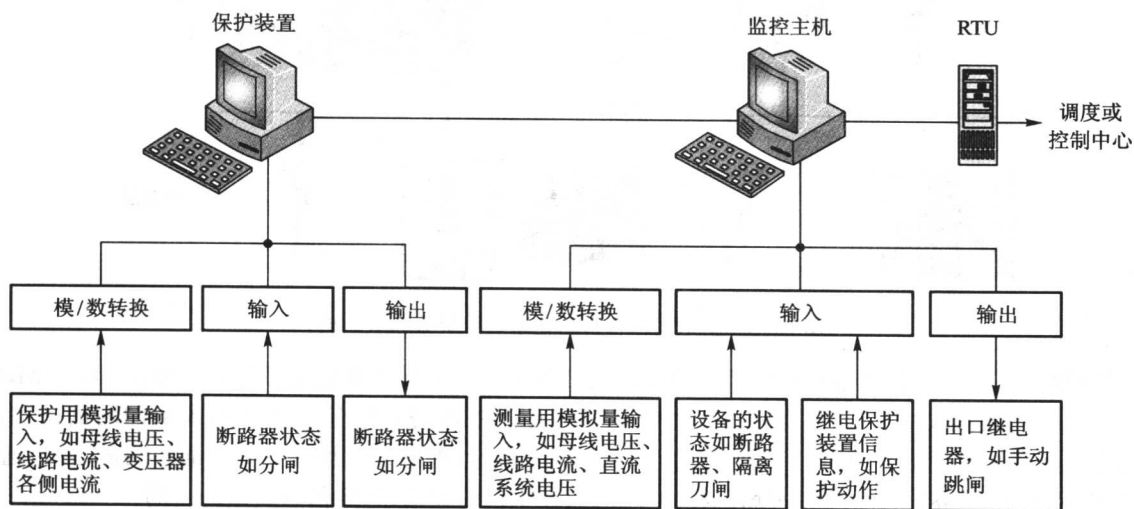 保护装置
监控主机
RTU
调度或
控制中心
模/数转换
输入
输出
模/数转换
输入
输出
保护用模拟量输
入，如母线电压、
线路电流、变压器
各侧电流
断路器状态
如分闸
断路器状态
如分闸
测量用模拟量输
入，如母线电压、
线路电流、直流
系统电压
设备的状
态如断路
器、隔离
刀闸
继电保护
装置信
息，如保
护动作
出口继电
器，如手动
跳闸